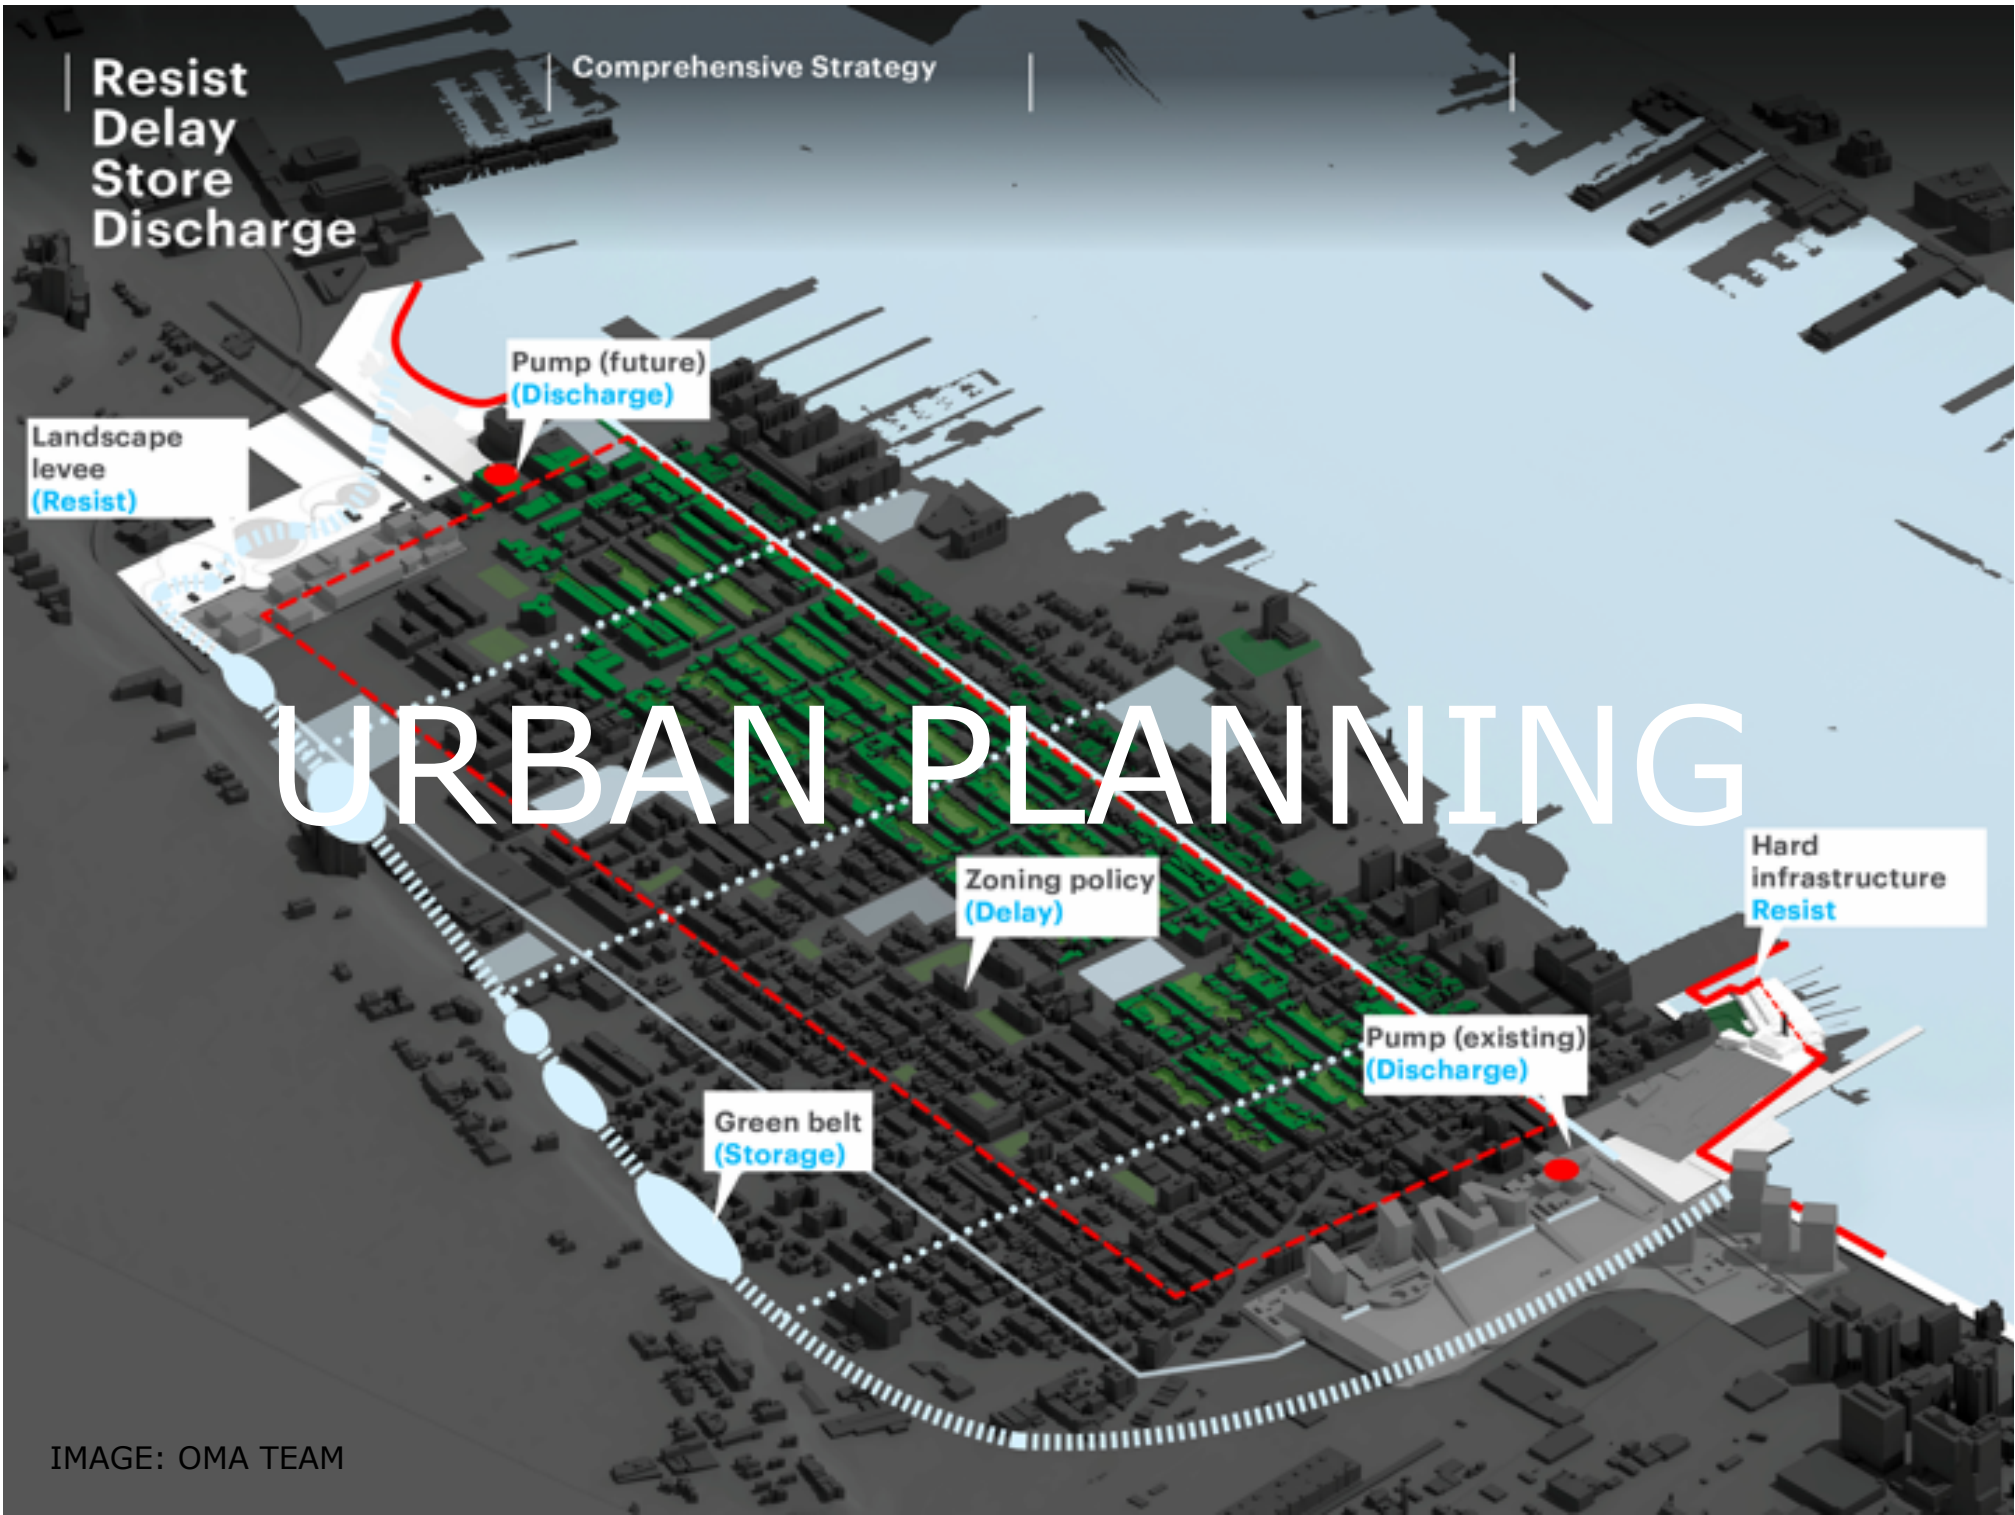 Resist
Delay
Store
Discharge
Comprehensive Strategy
Pump (future)
(Discharge)
Landscape
levee
(Resist)
URBAN PLANNING
Hard
infrastructure
Resist
Zoning policy
(Delay)
Pump (existing)
(Discharge)
Green belt
(Storage)
IMAGE: OMA TEAM